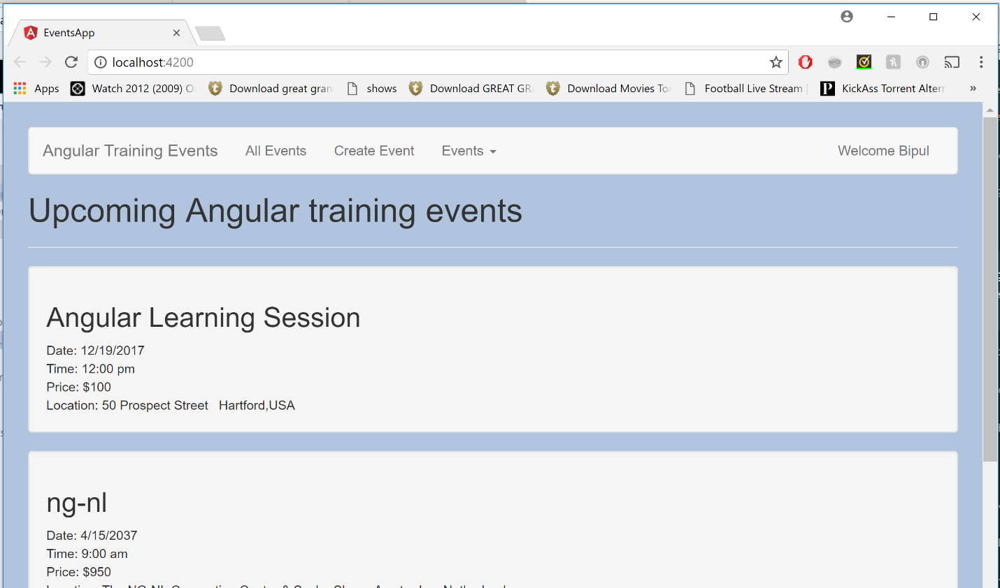 EventsApp
localhost:4200
Apps
Watch 2012 (2009) O
Download great gran
shows
Download GREAT GR
Download Movies To
Football Live Stream
KickAss Torrent Altern
»
Angular Training Events
All Events
Create Event
Events
Welcome Bipul
Upcoming Angular training events
Angular Learning Session
Date: 12/19/2017
Time: 12:00 pm
Price: $100
Location: 50 Prospect Street Hartford,USA
ng-nl
Date: 4/15/2037
Time: 9:00 am
Price: $950